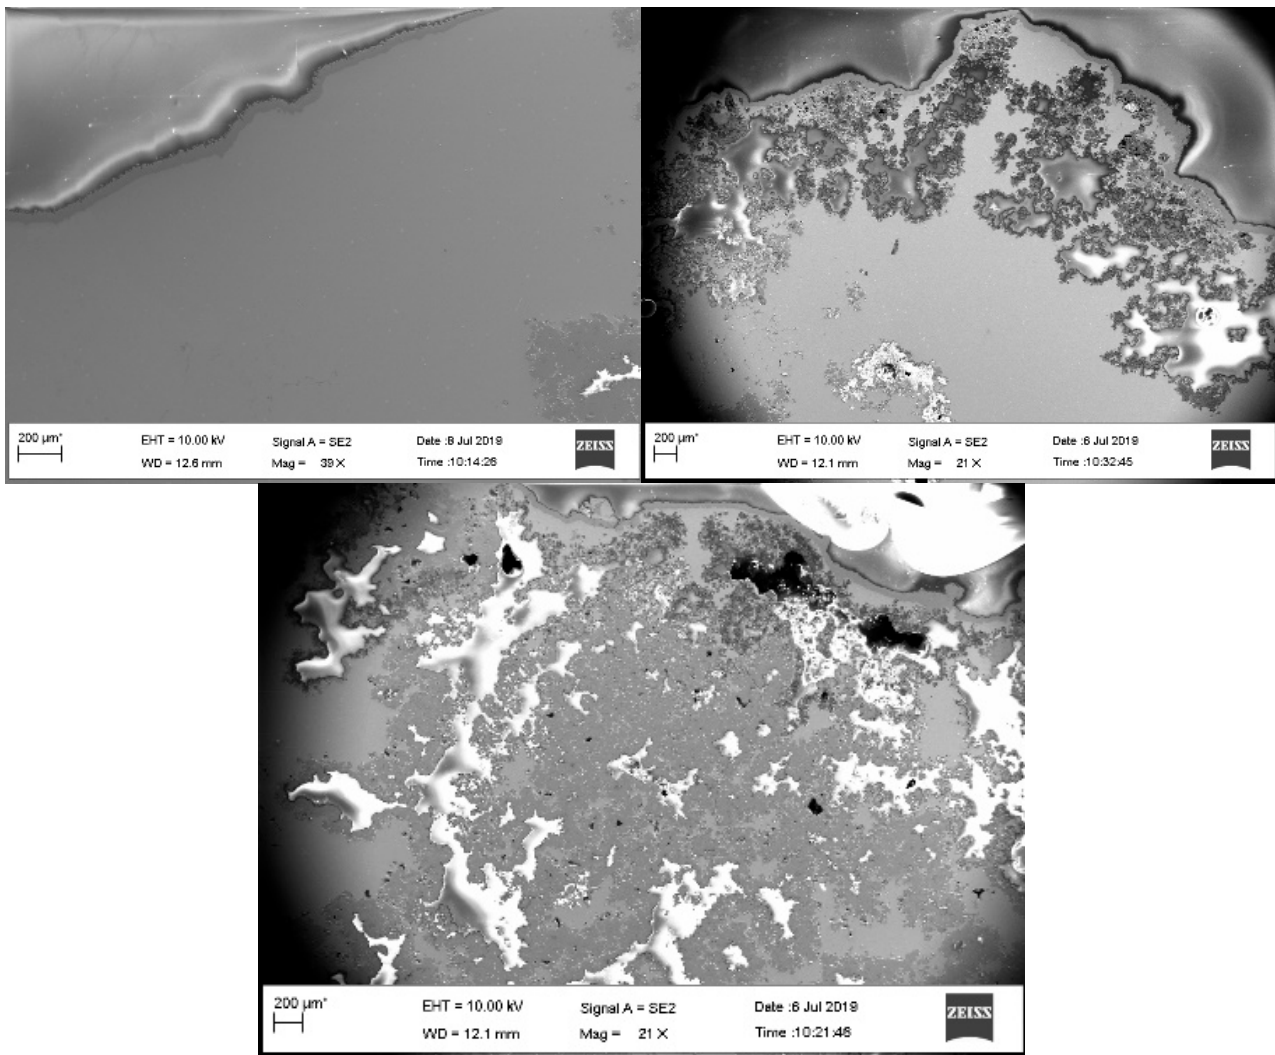 200 µm*
EHT = 10.00 kV
Signal A = SE2
Date :8 Jul 2019
ZEISS
WD = 12.6 mm
Mag = 39 X
Time :10:14:26
200 µm*
EHT = 10.00 kV
Signal A = SE2
Date :6 Jul 2019
ZEISS
WD = 12.1 mm
Mag = 21 X
Time :10:32:45
200 µm*
EHT = 10.00 kV
Signal A = SE2
Date :6 Jul 2019
ZEISS
WD = 12.1 mm
Mag = 21 X
Time :10:21:46